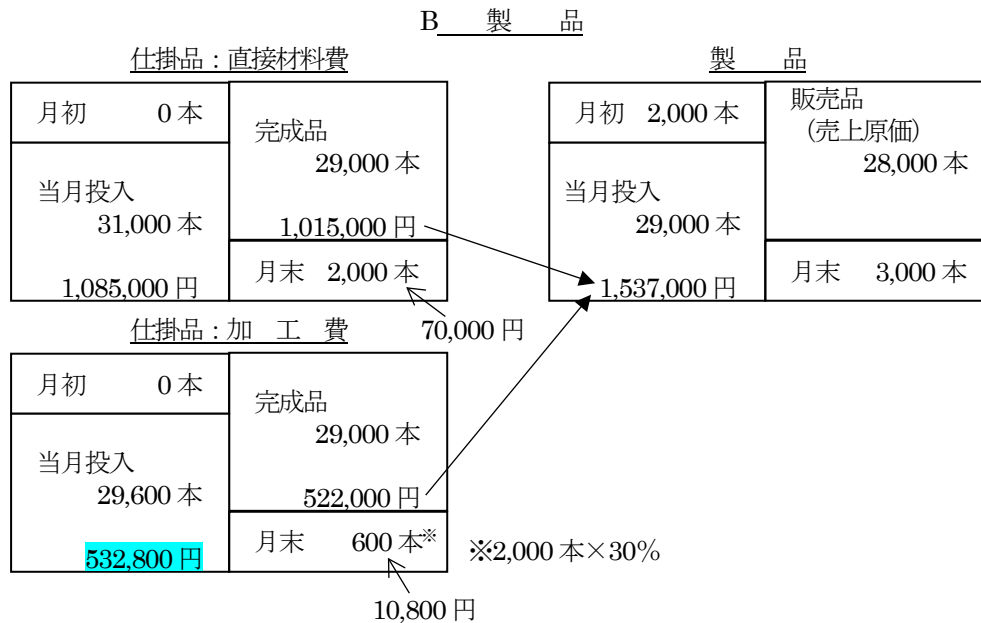 B 製 品
仕掛品:直接材料費
月初 0本
完成品
29,000本
当月投入
31,000本
1,015,000円
1,085,000円
月末 2,000本
70,000円
製 品
月初 2,000本
販売品
(売上原価)
28,000本
当月投入
29,000本
1,537,000円
月末 3,000本
仕掛品:加 工 費
月初 0本
完成品
29,000本
当月投入
29,600本
522,000円
532,800円
月末 600本※
※2,000本×30%
10,800円